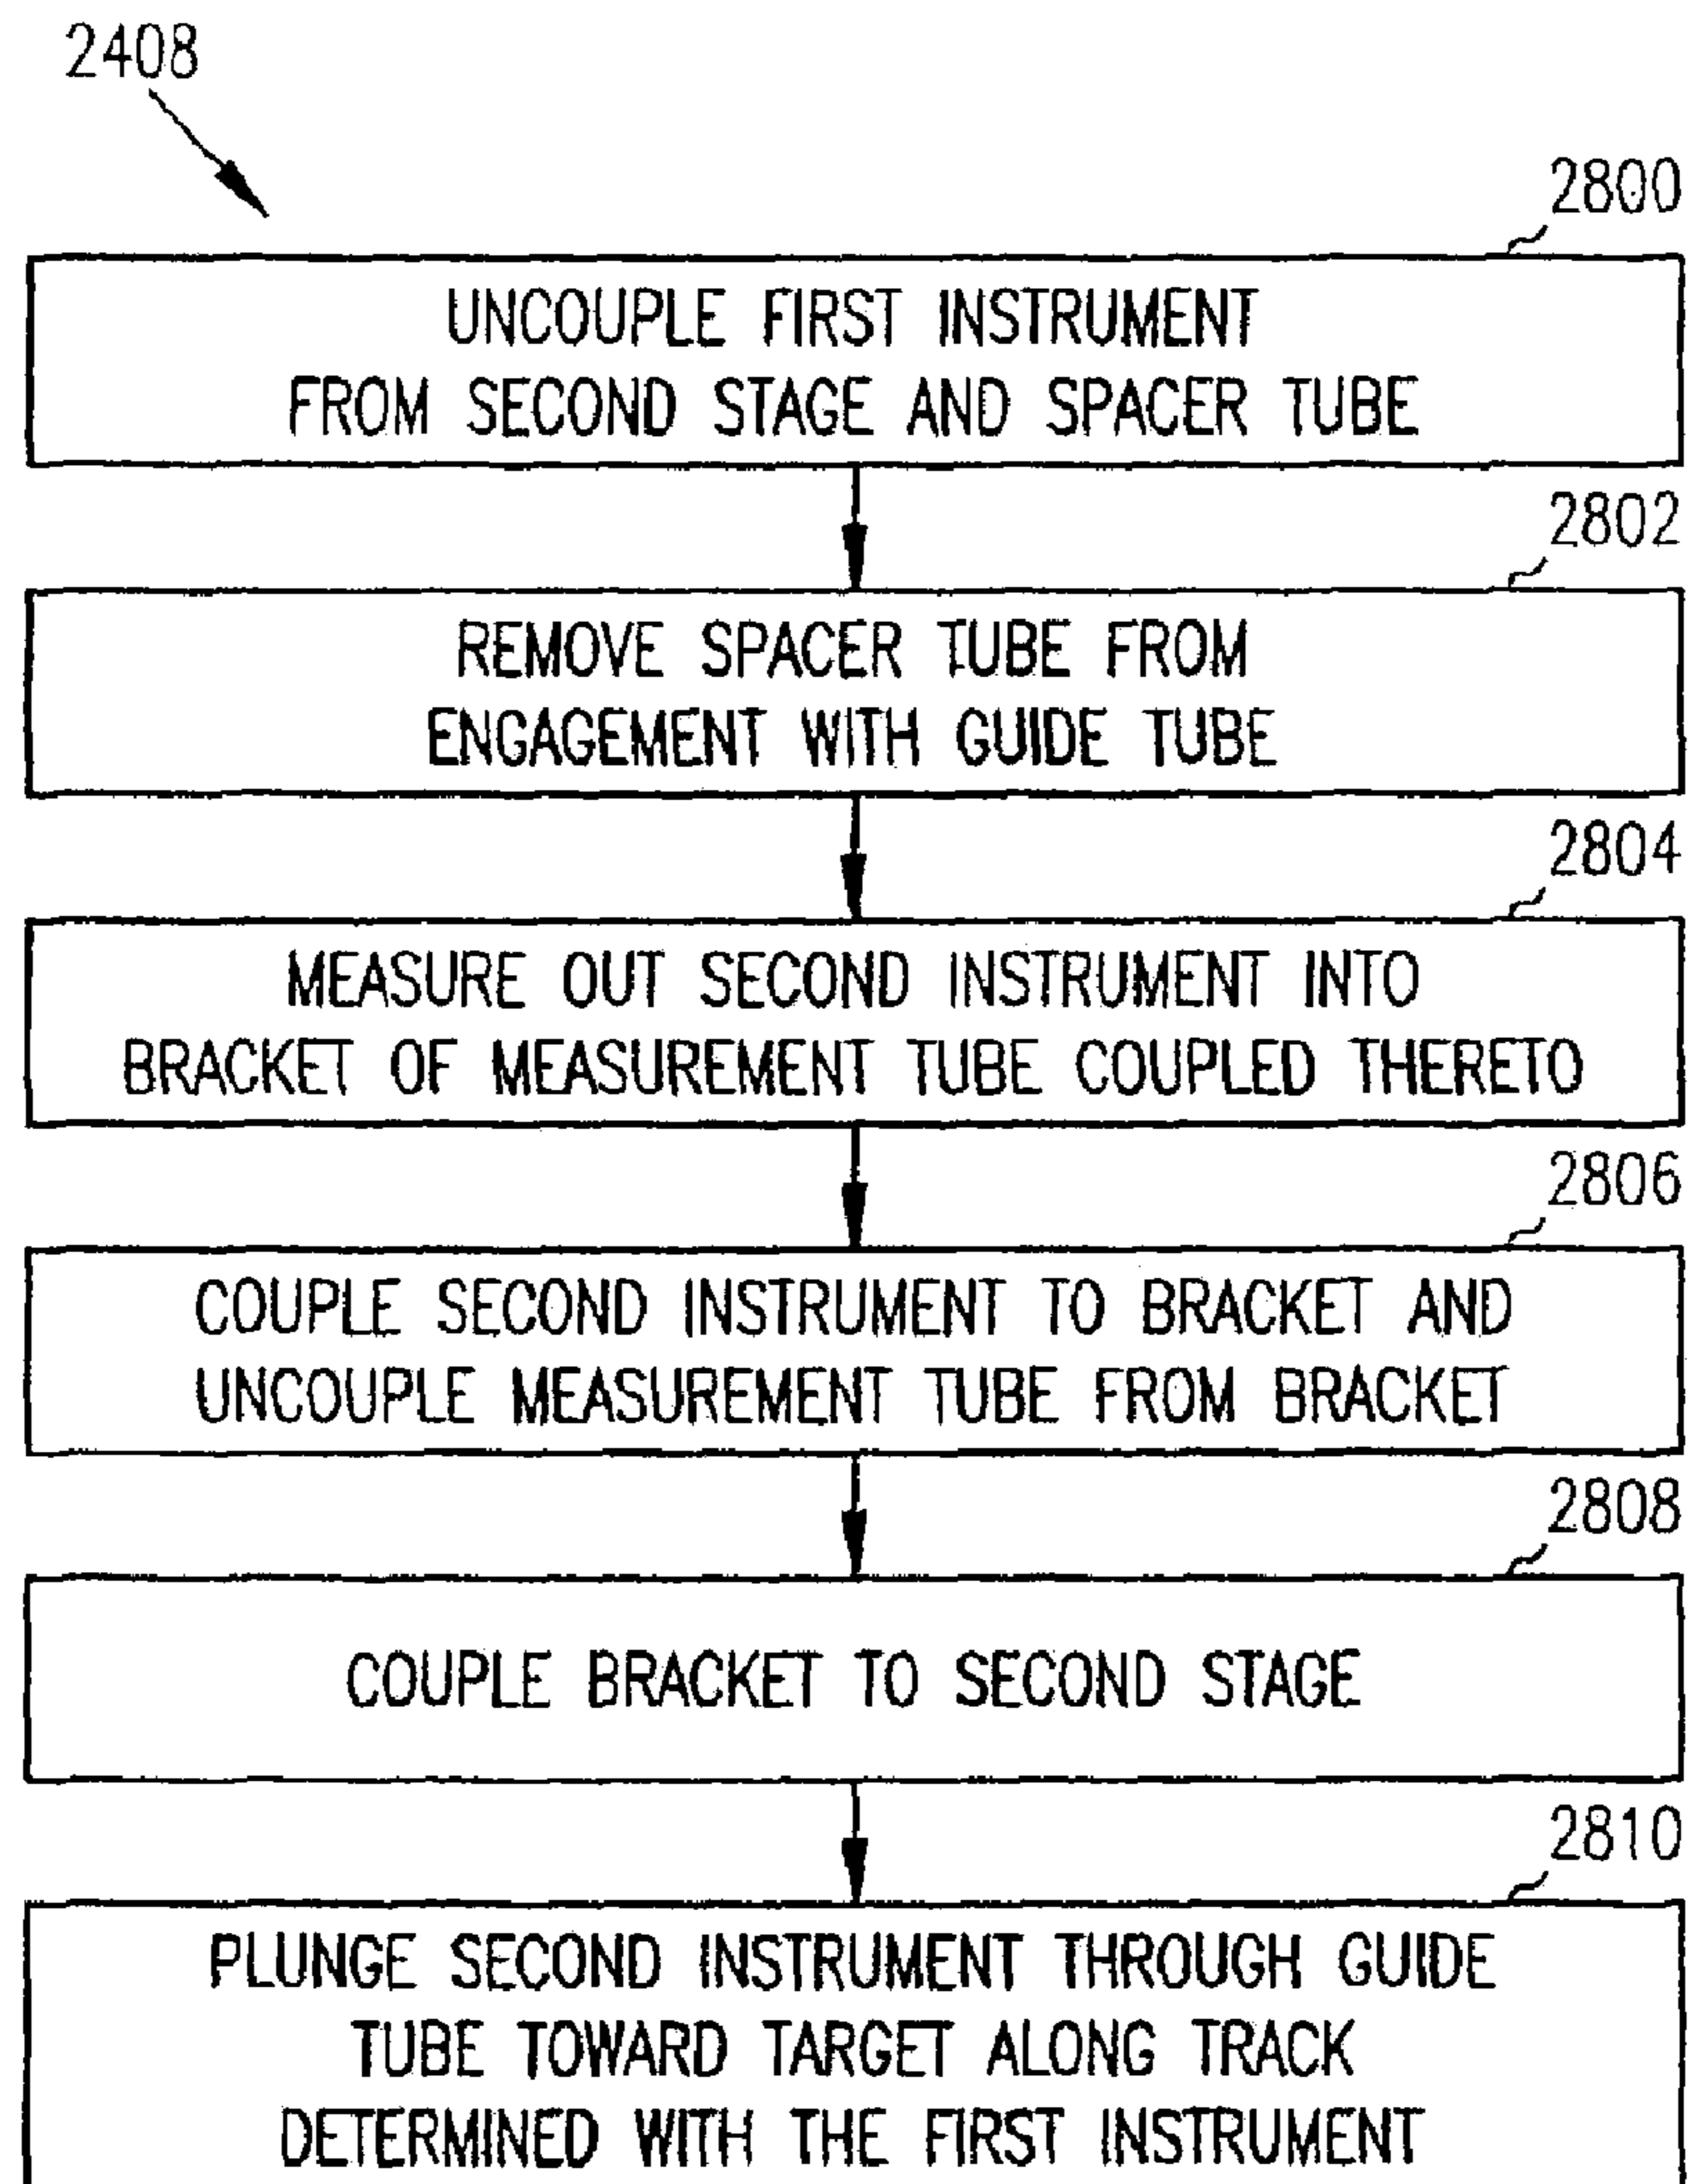 2408
2800
UNCOUPLE FIRST INSTRUMENT
FROM SECOND STAGE AND SPACER TUBE
2802
REMOVE SPACER TUBE FROM
ENGAGEMENT WITH GUIDE TUBE
2804
MEASURE OUT SECOND INSTRUMENT INTO
BRACKET OF MEASUREMENT TUBE COUPLED THERETO
2806
COUPLE SECOND INSTRUMENT TO BRACKET AND
UNCOUPLE MEASUREMENT TUBE FROM BRACKET
2808
COUPLE BRACKET TO SECOND STAGE
2810
PLUNGE SECOND INSTRUMENT THROUGH GUIDE
TUBE TOWARD TARGET ALONG TRACK
DETERMINED WITH THE FIRST INSTRUMENT